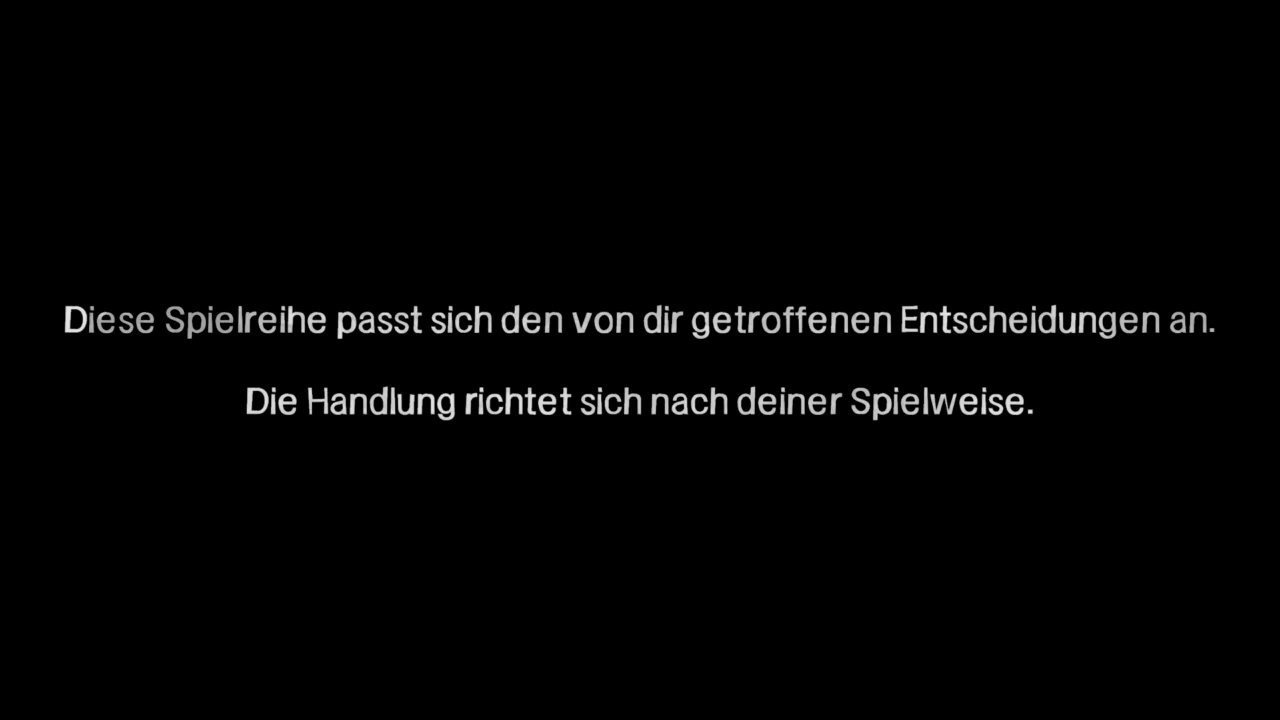 Diese Spielreihe passt sich den von dir getroffenen Entscheidungen an.
Die Handlung richtet sich nach deiner Spielweise.